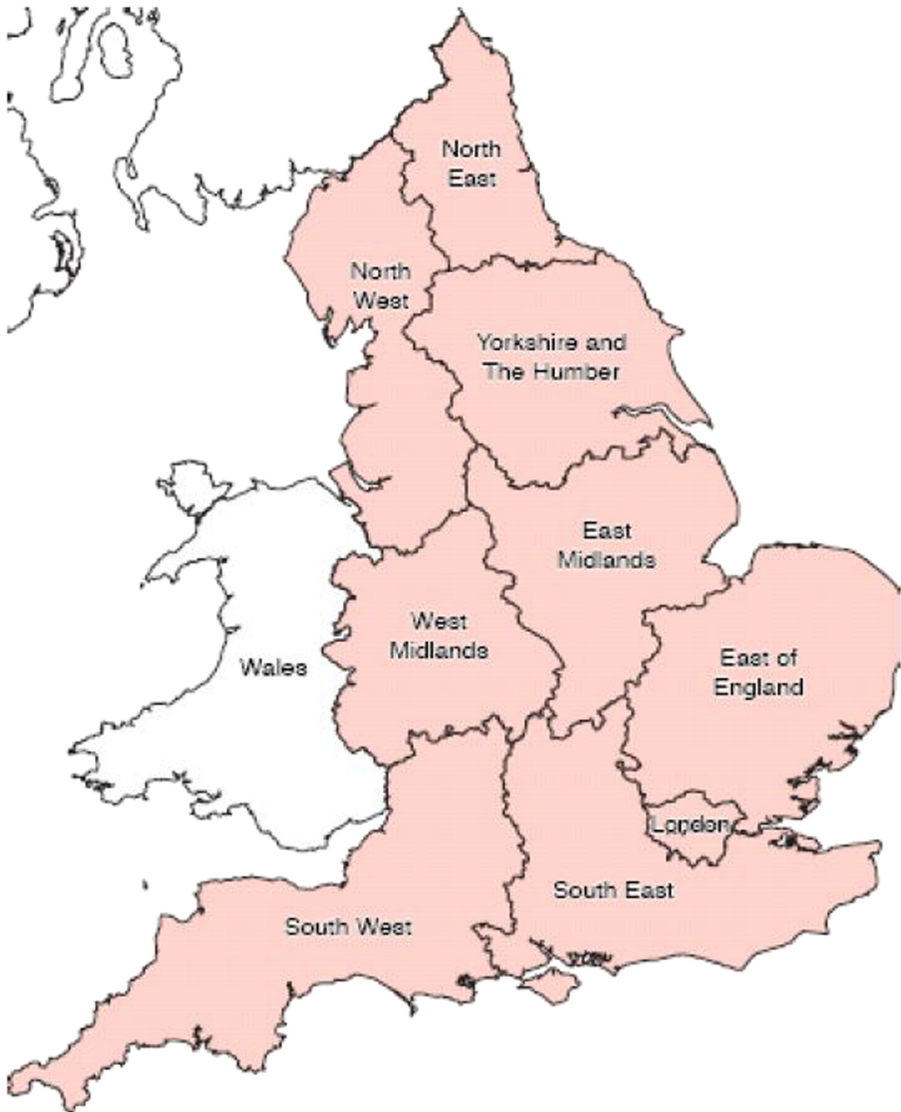 North
East
North
West
Yorkshire and
The Humber
East
Midlands
West
Midlands
Wales
East of
England
London
South East
South West